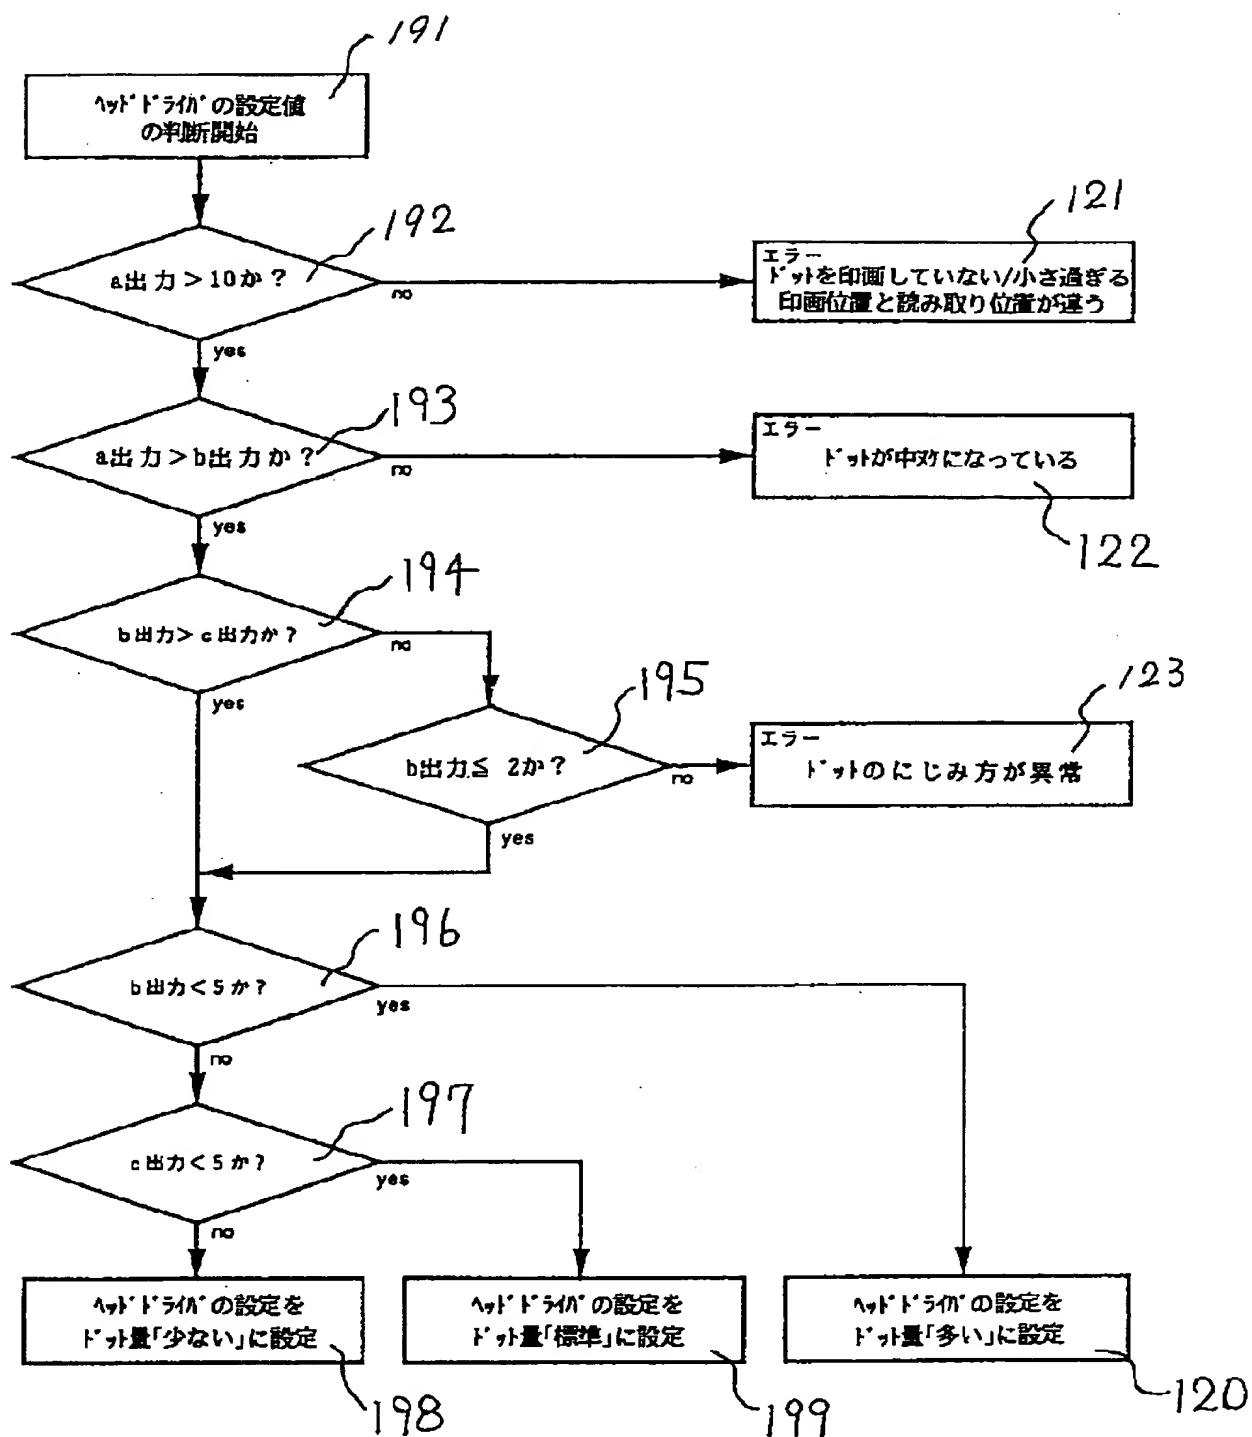 191
ﾍｯﾄﾞﾄﾞﾗｲﾊﾞの設定値
の判断開始
192
a出力>10か?
no
yes
121
エラー
ﾄﾞｯﾄを印画していない/小さ過ぎる
印画位置と読み取り位置が違う
193
a出力>b出力か?
no
yes
エラー
ﾄﾞｯﾄが中ﾇｹになっている
122
194
b出力>c出力か?
no
yes
195
b出力≦ 2か?
no
yes
123
エラー
ﾄﾞｯﾄのにじみ方が異常
196
b出力<5か?
yes
no
197
c出力<5か?
yes
no
ﾍｯﾄﾞﾄﾞﾗｲﾊﾞの設定を
ﾄﾞｯﾄ量「少ない」に設定
198
ﾍｯﾄﾞﾄﾞﾗｲﾊﾞの設定を
ﾄﾞｯﾄ量「標準」に設定
199
ﾍｯﾄﾞﾄﾞﾗｲﾊﾞの設定を
ﾄﾞｯﾄ量「多い」に設定
120